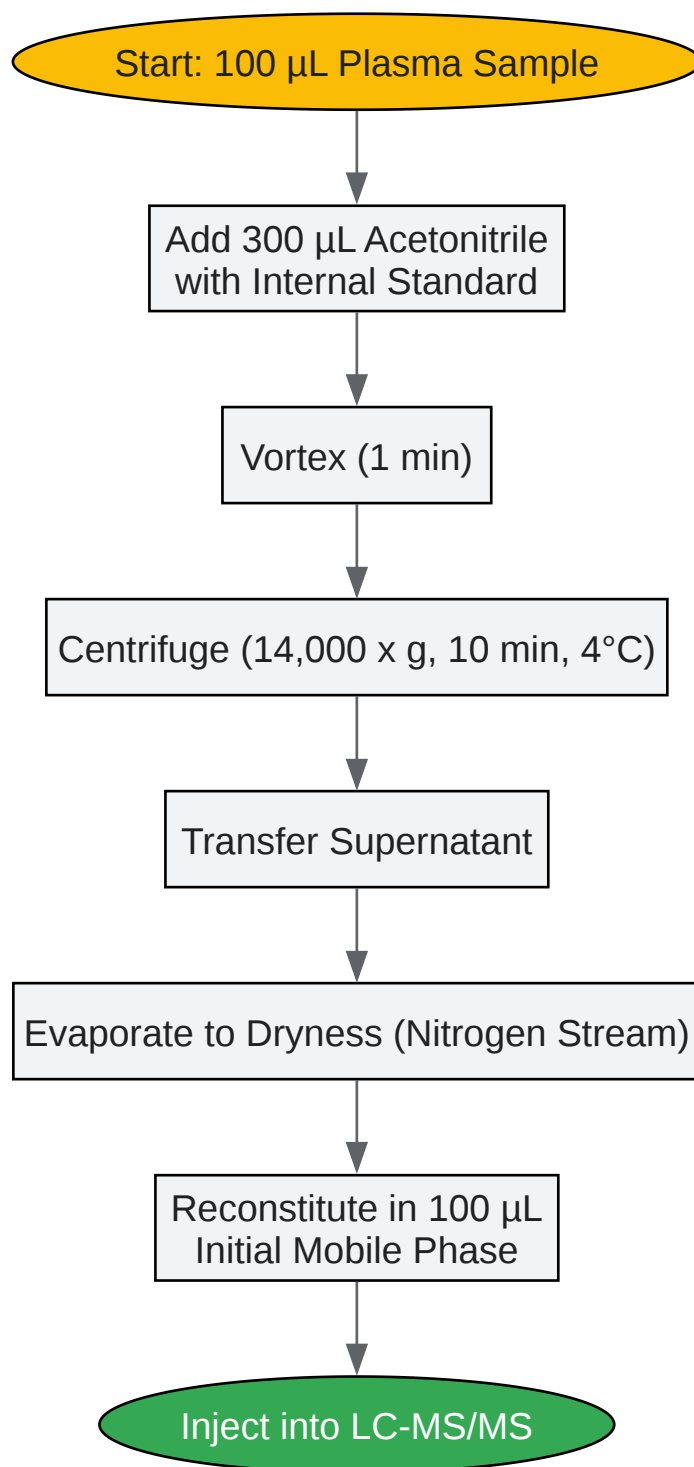 Start: 100 µL Plasma Sample
Add 300 µL Acetonitrile
with Internal Standard
Vortex (1 min)
Centrifuge (14,000 x g, 10 min, 4°C)
Transfer Supernatant
Evaporate to Dryness (Nitrogen Stream)
Reconstitute in 100 µL
Initial Mobile Phase
Inject into LC-MS/MS